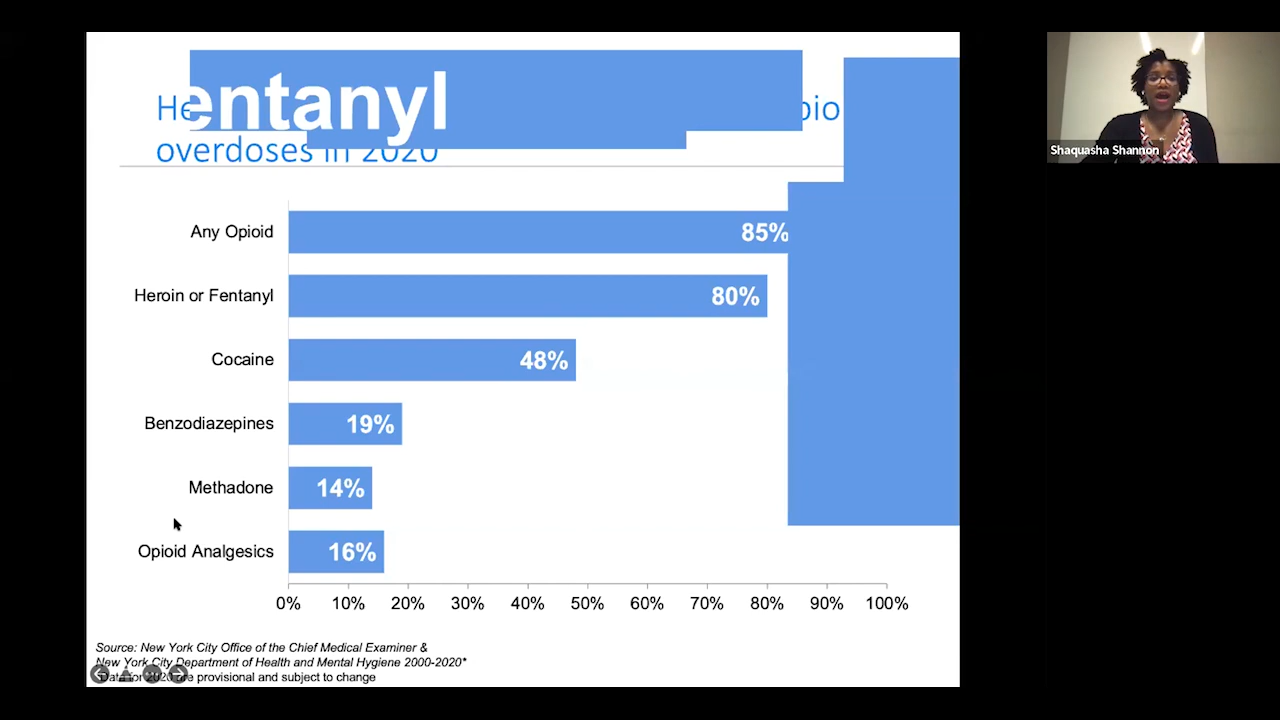 entanyl
He
pio
overdoses in 2020
Any Opioid
85%
Heroin or Fentanyl
80%
Cocaine
48%
Benzodiazepines
19%
Methadone
14%
Opioid Analgesics
16%
0% 10% 20% 30% 40% 50% 60% 70% 80% 90% 100%
Source: New York City Office of the Chief Medical Examiner &
New York City Department of Health and Mental Hygiene 2000-2020*
Data for 2020 are provisional and subject to change
Shaquasha Shannon